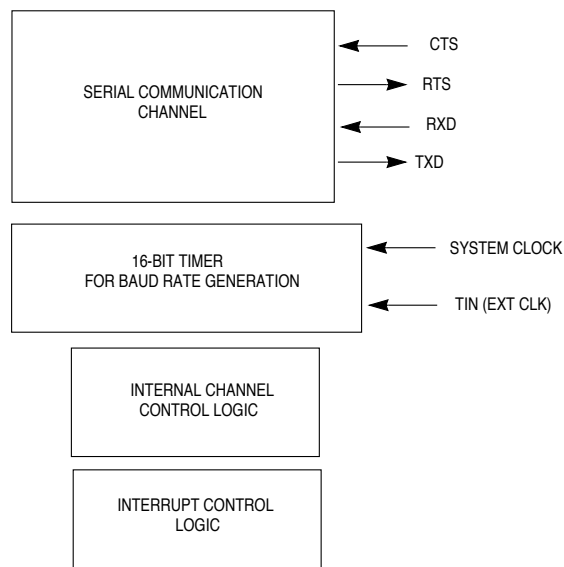 SERIAL COMMUNICATION
CHANNEL
CTS
RTS
RXD
TXD
16-BIT TIMER
FOR BAUD RATE GENERATION
SYSTEM CLOCK
TIN (EXT CLK)
INTERNAL CHANNEL
CONTROL LOGIC
INTERRUPT CONTROL
LOGIC